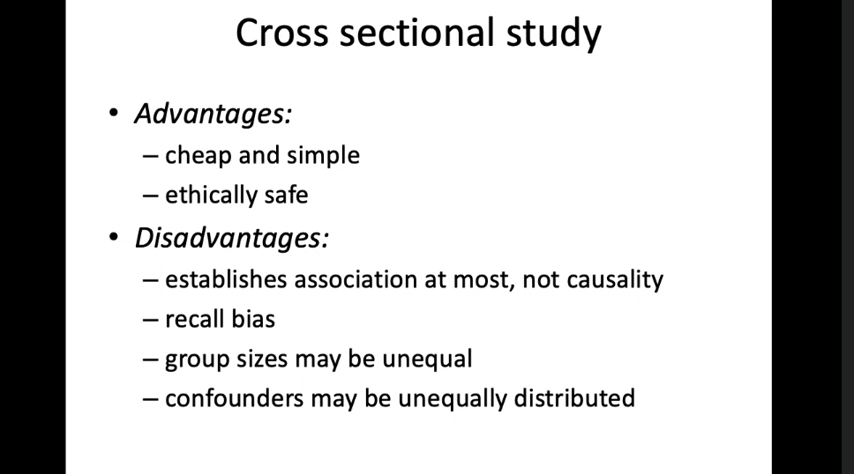 Cross sectional study
• Advantages:
– cheap and simple
– ethically safe
• Disadvantages:
– establishes association at most, not causality
– recall bias
– group sizes may be unequal
– confounders may be unequally distributed